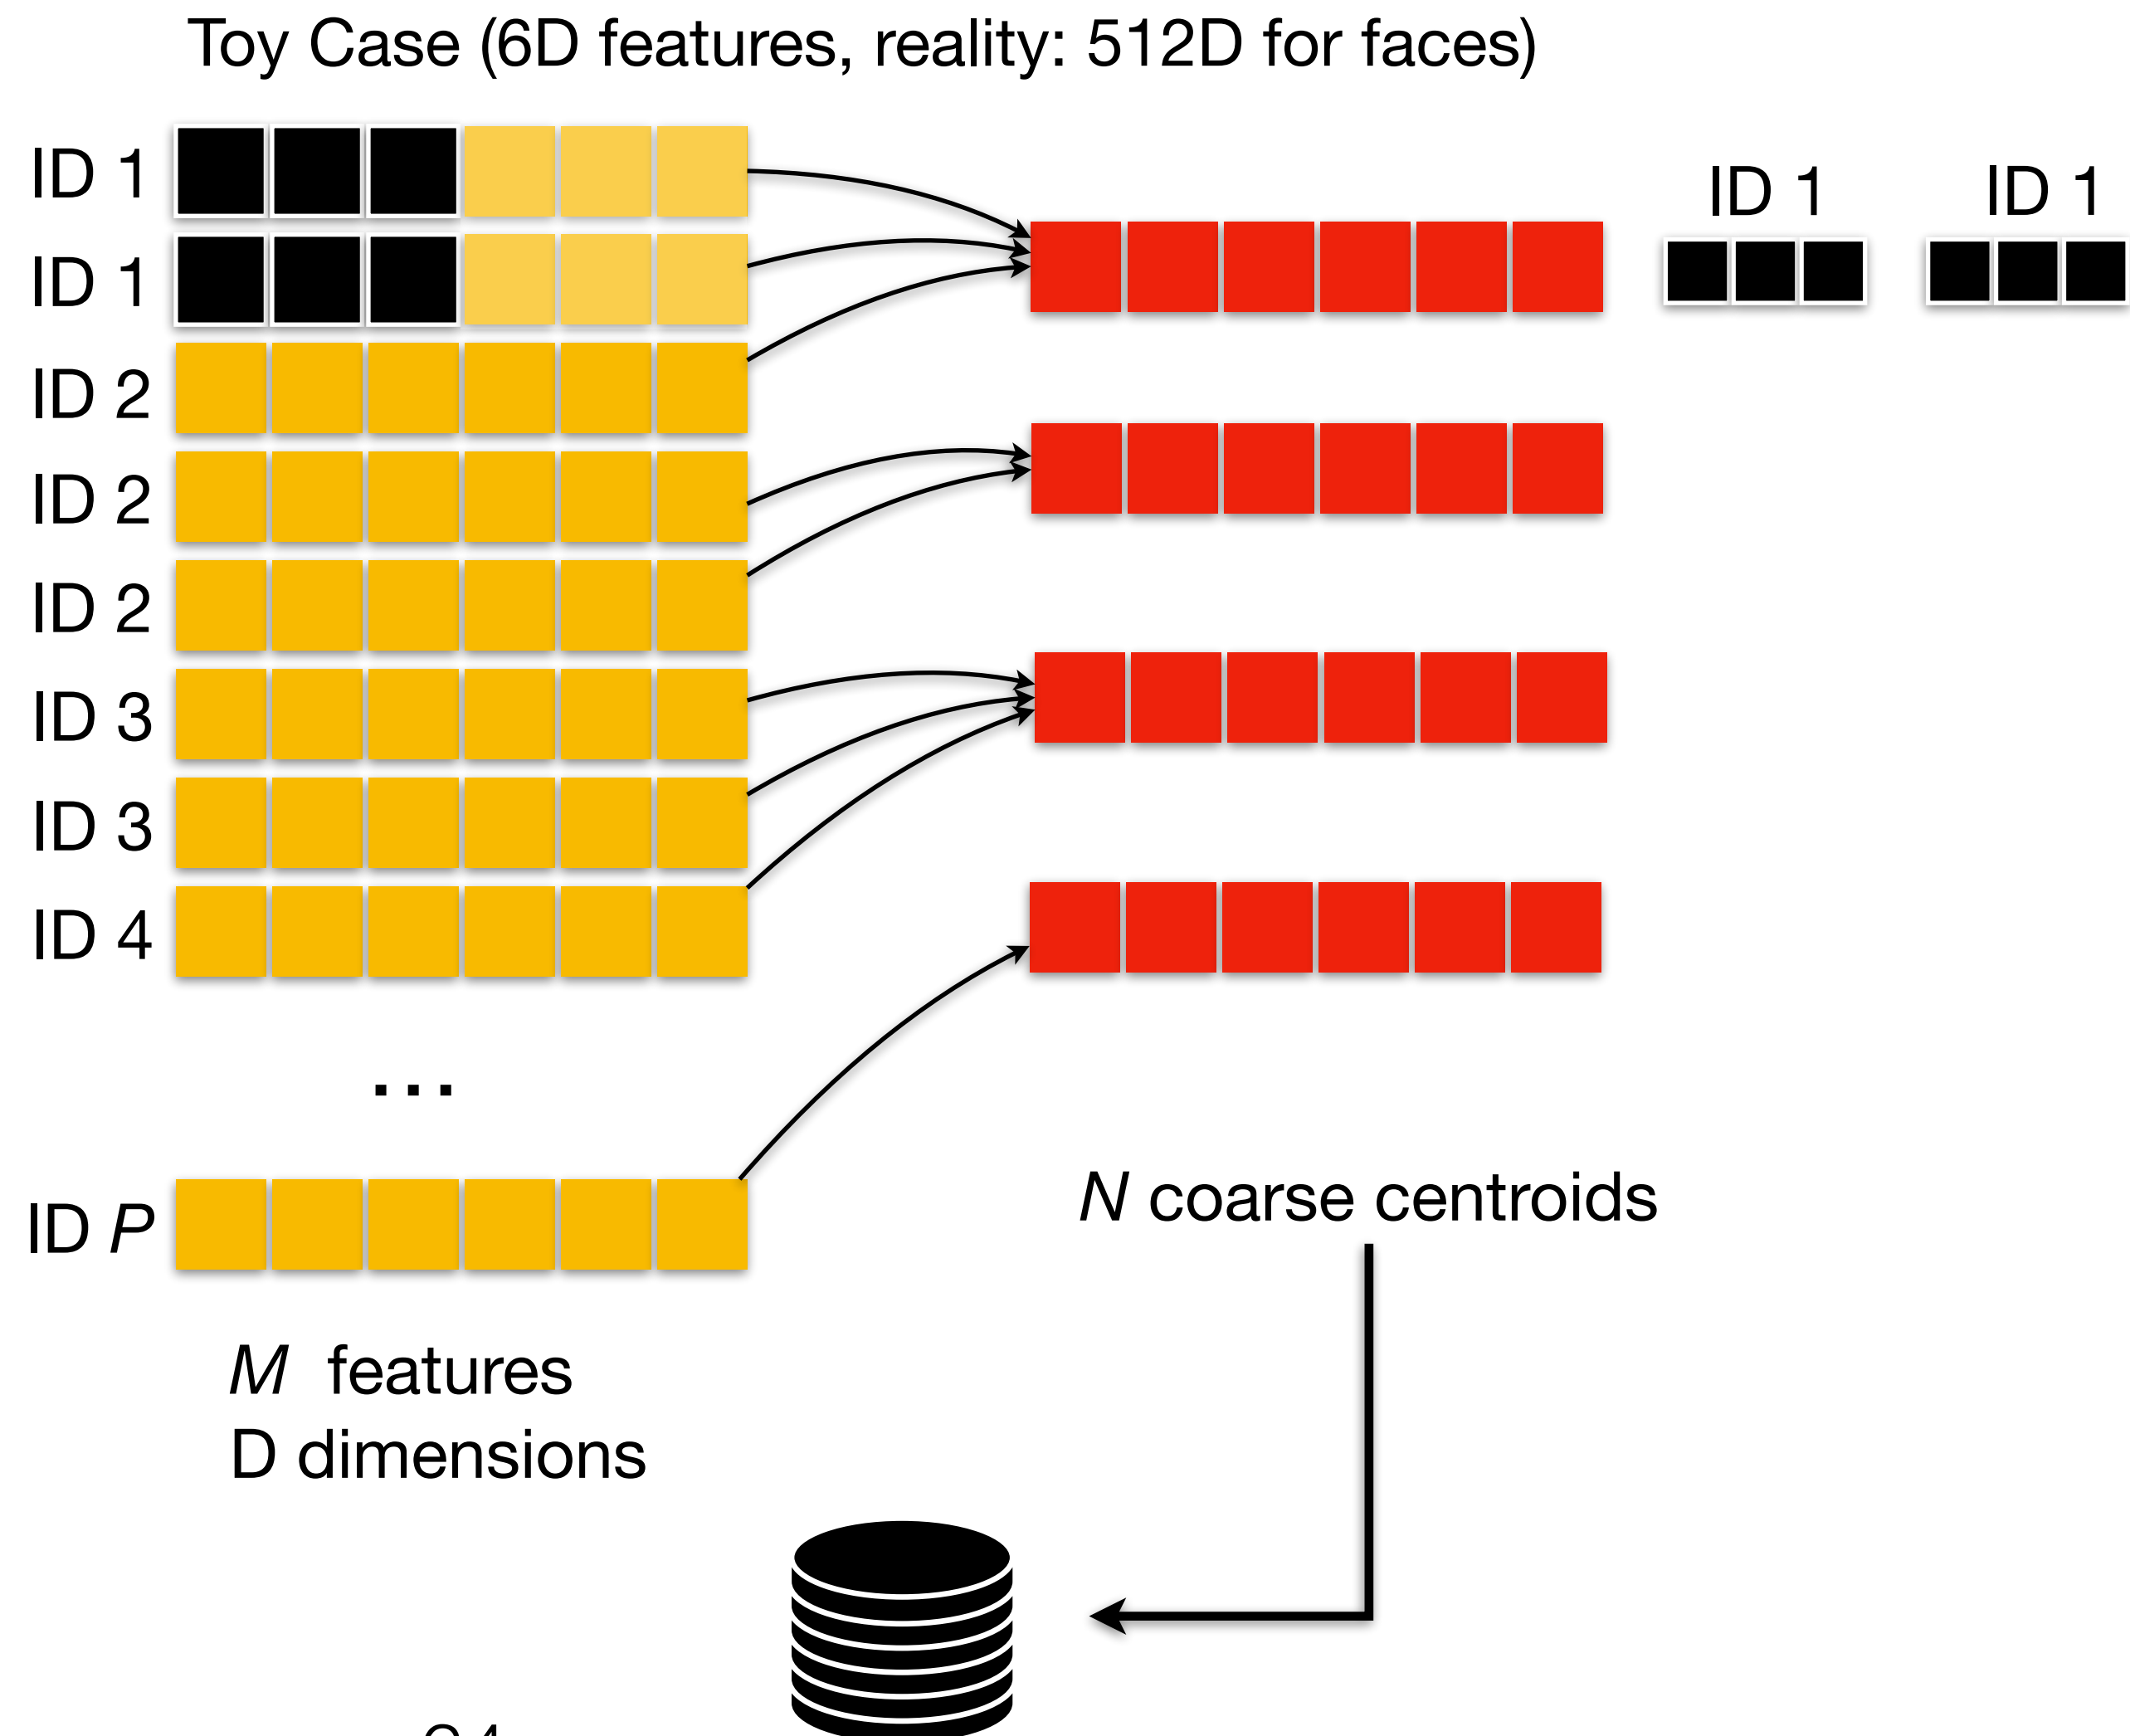 Toy Case (6D features, reality: 512D for faces)
ID 1
ID 1
ID 1
ID 1
ID 2
ID 2
ID 2
ID 3
ID 3
ID 4
...
ID P
N coarse centroids
M features
D dimensions